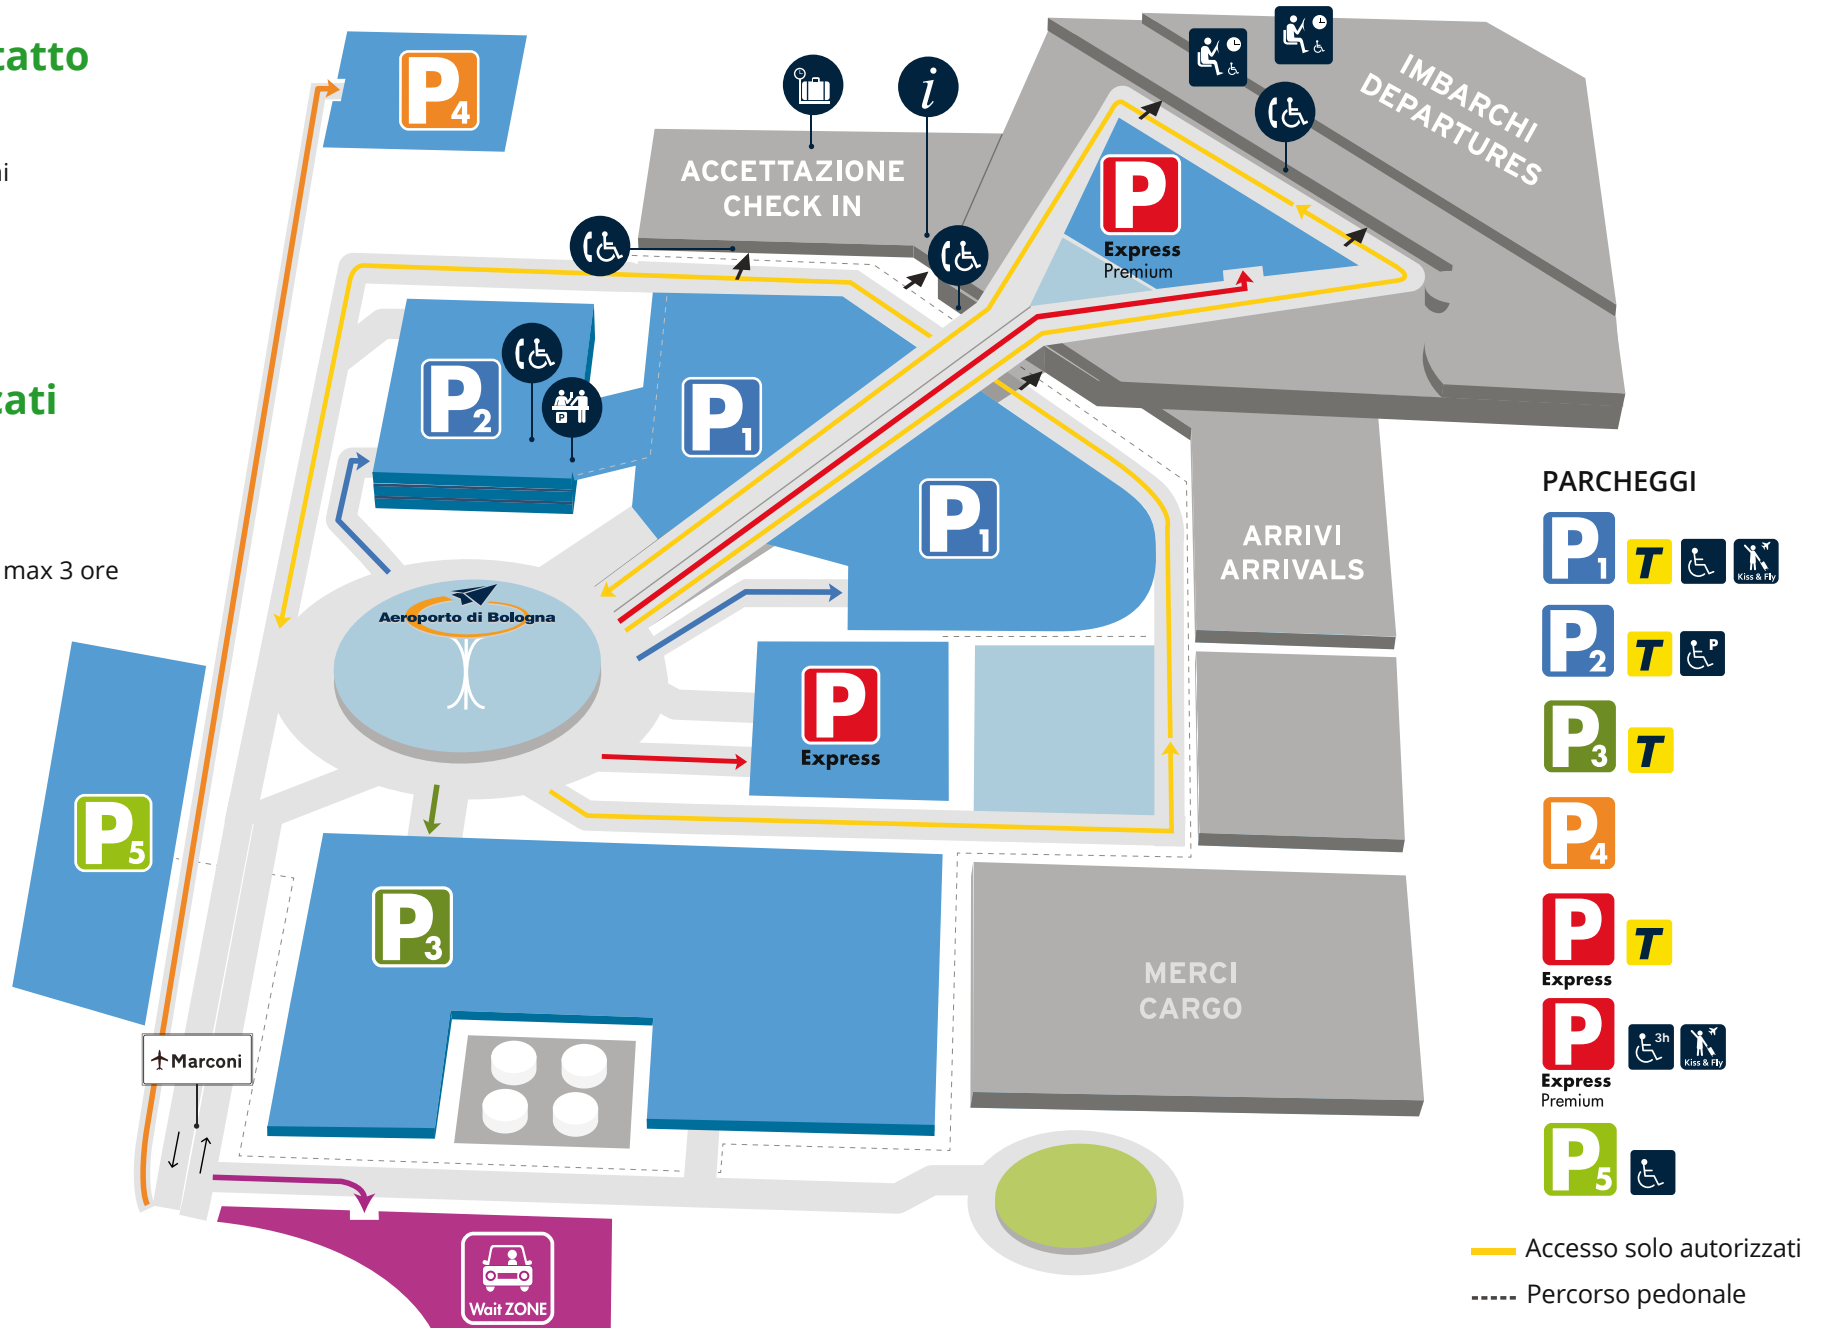 tatto
max 3 ore
P4
ACCETTAZIONE
CHECK IN
i
IMBARCHI
DEPARTURES
P
Express
Premium
P2
P
P1
P1
ARRIVI
ARRIVALS
Aeroporto di Bologna
P
Express
P5
P3
MERCI
CARGO
Marconi
Wait ZONE
PARCHEGGI
P1 T Kiss & Fly
P2 T P
P3 T
P4
P T
Express
P 3h Kiss & Fly
Express
Premium
P5
Accesso solo autorizzati
Percorso pedonale